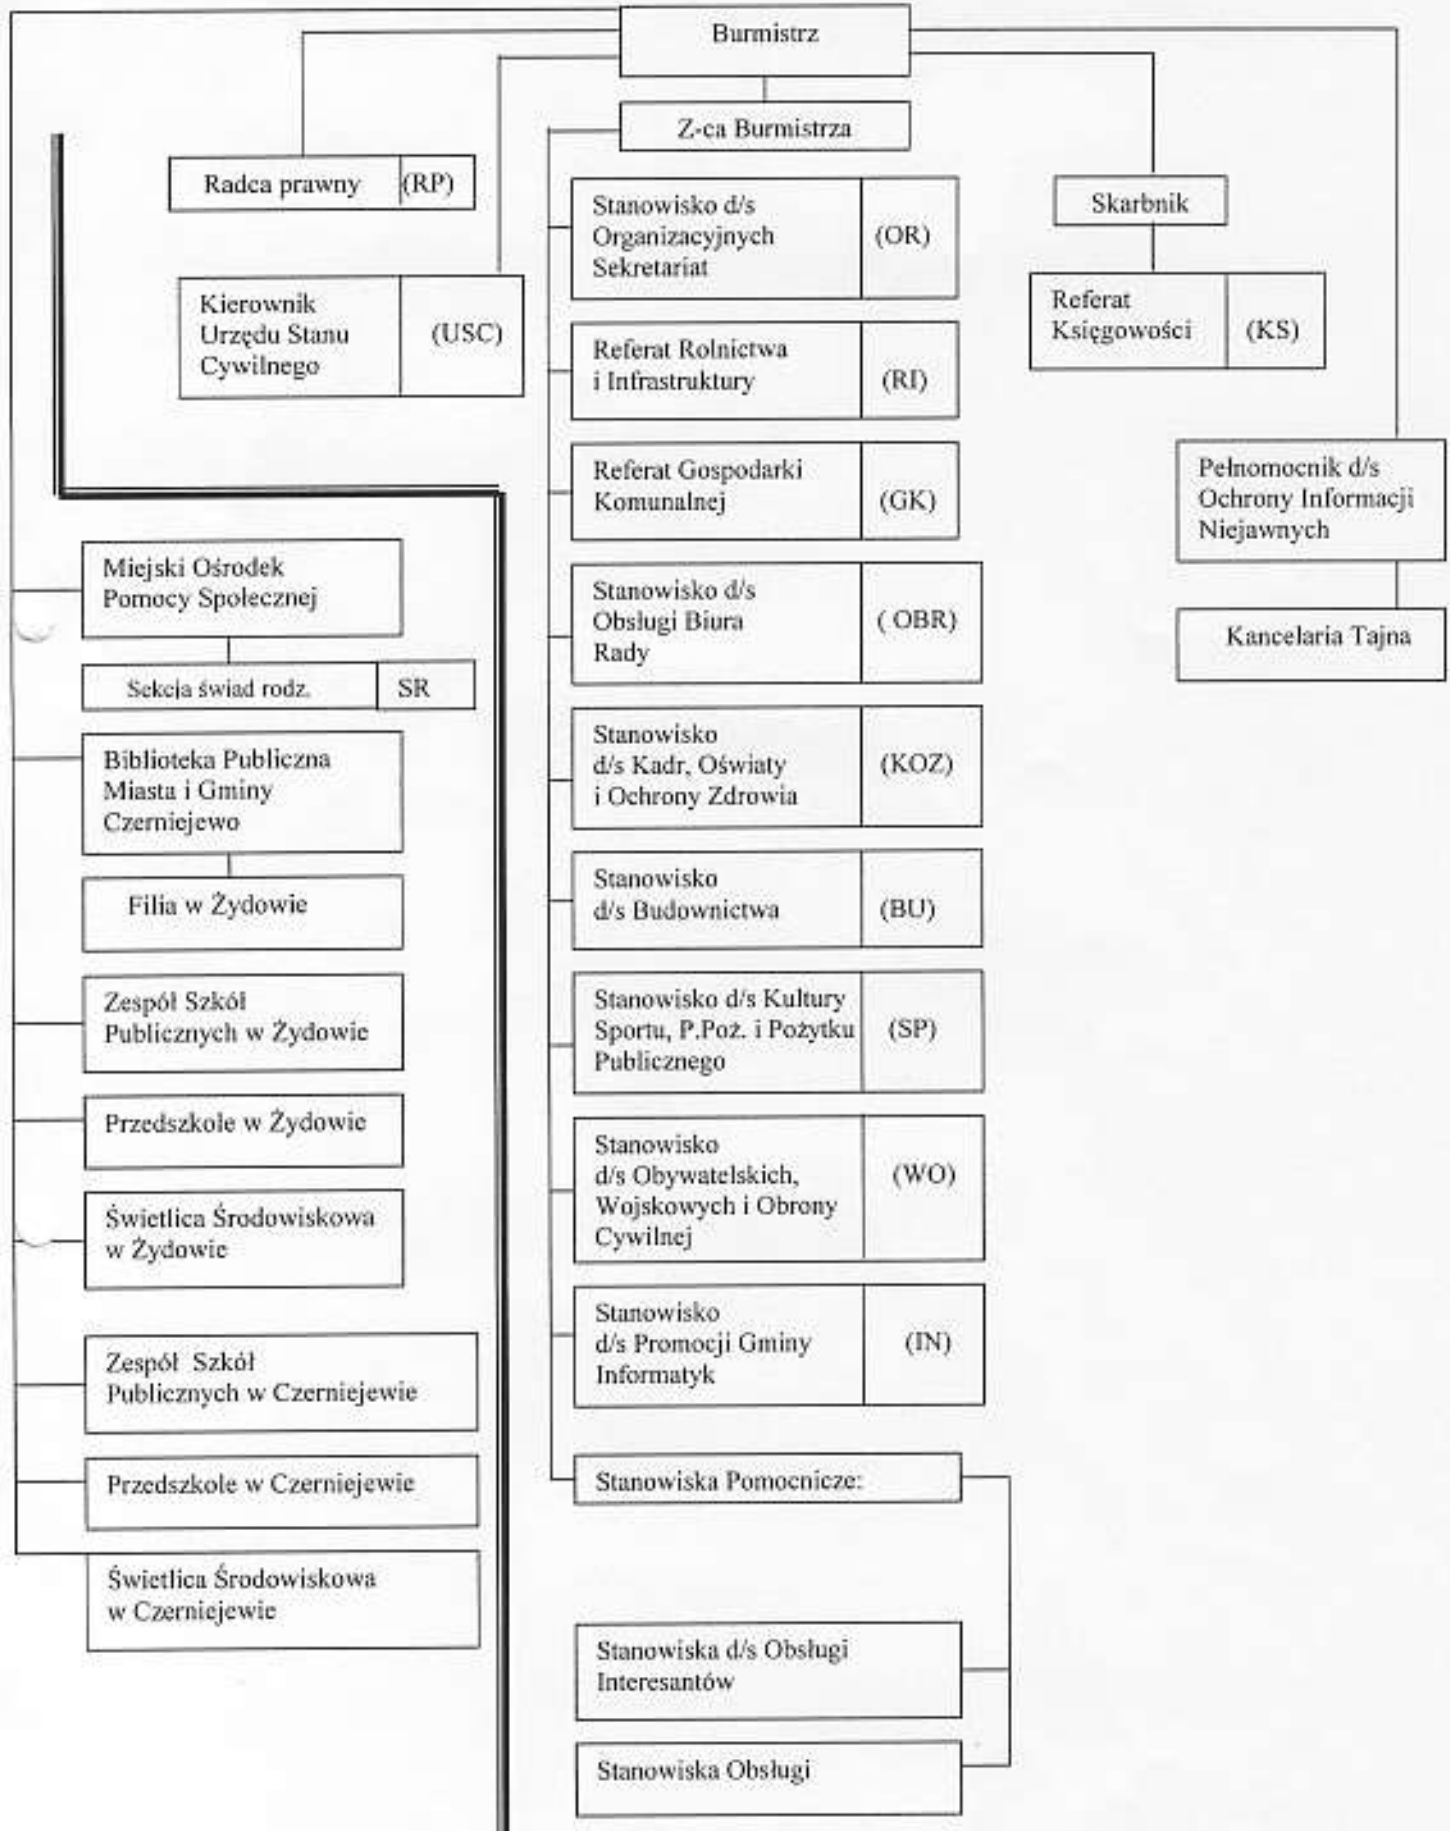 Burmistrz
Z-ca Burmistrza
Radca prawny (RP)
Kierownik
Urzędu Stanu (USC)
Cywilnego
Stanowisko d/s
Organizacyjnych (OR)
Sekretariat
Referat Rolnictwa
i Infrastruktury (RI)
Referat Gospodarki
Komunalnej (GK)
Stanowisko d/s
Obsługi Biura ( OBR)
Rady
Stanowisko
d/s Kadr, Oświaty (KOZ)
i Ochrony Zdrowia
Stanowisko
d/s Budownictwa (BU)
Stanowisko d/s Kultury
Sportu, P.Poż. i Pożytku (SP)
Publicznego
Stanowisko
d/s Obywatelskich, (WO)
Wojskowych i Obrony
Cywilnej
Stanowisko
d/s Promocji Gminy (IN)
Informatyk
Stanowiska Pomocnicze:
Stanowiska d/s Obsługi
Interesantów
Stanowiska Obsługi
Skarbnik
Referat
Księgowości (KS)
Pełnomocnik d/s
Ochrony Informacji
Niejawnych
Kancelaria Tajna
Miejski Ośrodek
Pomocy Społecznej
Sekcja świad rodz. SR
Biblioteka Publiczna
Miasta i Gminy
Czerniejewo
Filia w Żydowie
Zespół Szkół
Publicznych w Żydowie
Przedszkole w Żydowie
Świetlica Środowiskowa
w Żydowie
Zespół Szkół
Publicznych w Czerniejewie
Przedszkole w Czerniejewie
Świetlica Środowiskowa
w Czerniejewie